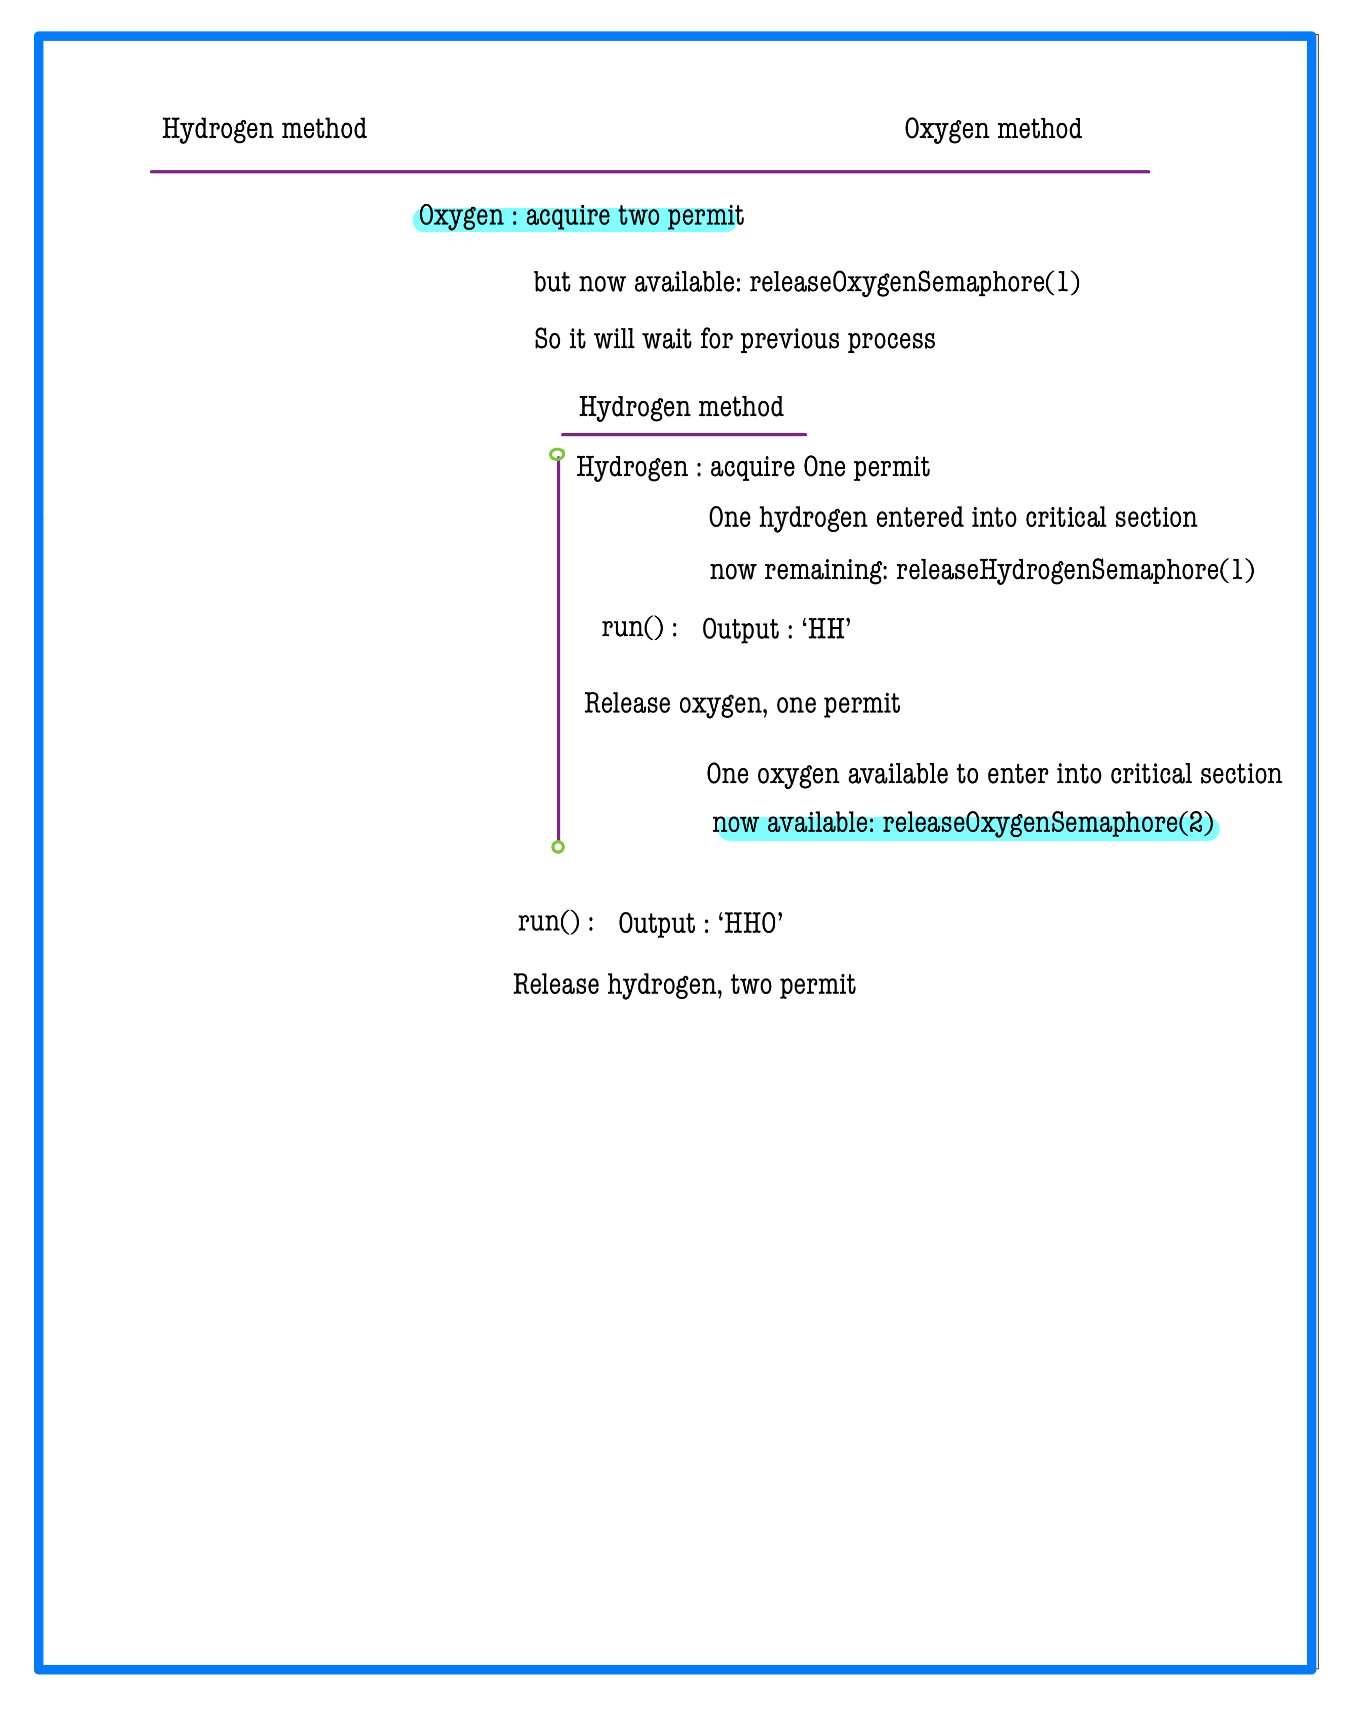 Hydrogen method Oxygen method
Oxygen : acquire two permit
but now available: releaseOxygenSemaphore(1)
So it will wait for previous process
Hydrogen method
Hydrogen : acquire One permit
One hydrogen entered into critical section
now remaining: releaseHydrogenSemaphore(1)
run() : Output : ‘HH’
Release oxygen, one permit
One oxygen available to enter into critical section
now available: releaseOxygenSemaphore(2)
run() : Output : ‘HHO’
Release hydrogen, two permit